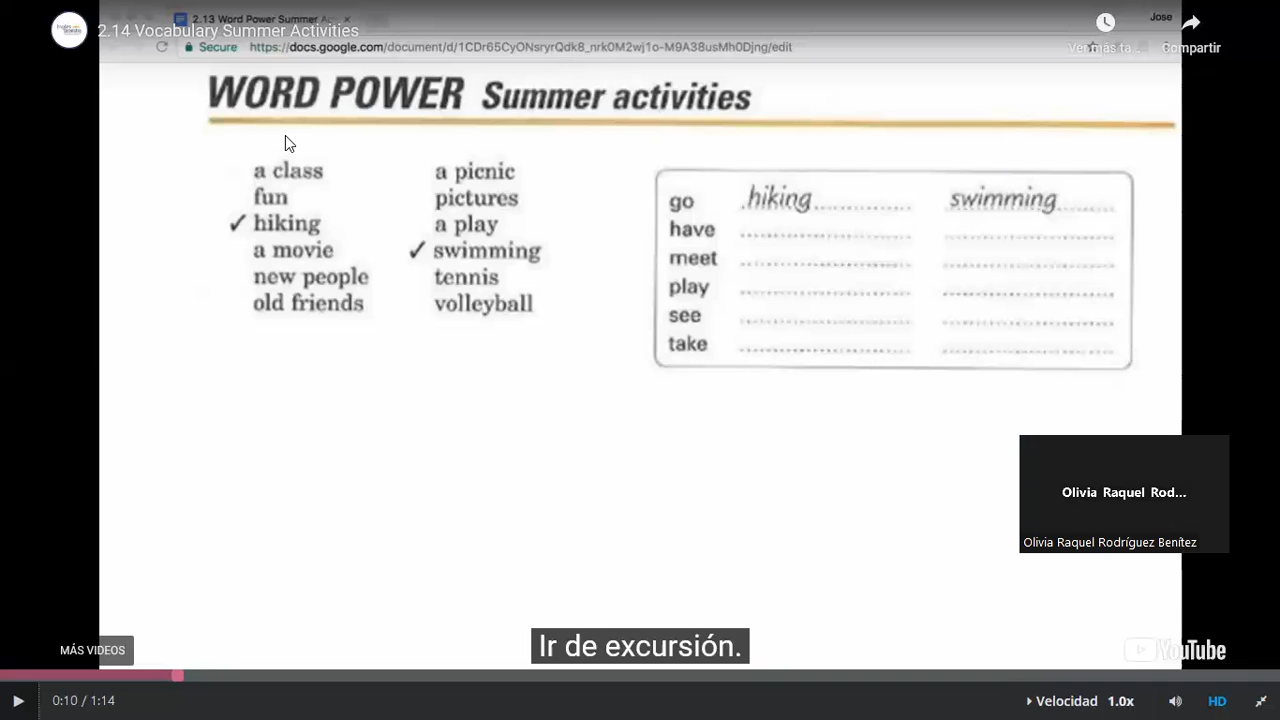 2.13 Word Power Summer
Jose
2.14 Vocabulary Summer Activities
Secure https://docs.google.com/document/d/1CDr65CyONsryrQdk8_nrk0M2wj1o-M9A38usMh0Djng/edit
Compartir
WORD POWER Summer activities
a class
fun
✓ hiking
a movie
new people
old friends
a picnic
pictures
a play
✓ swimming
tennis
volleyball
go hiking swimming
have
meet
play
see
take
Olivia Raquel Rod...
Olivia Raquel Rodríguez Benítez
Ir de excursión.
MÁS VIDEOS
YouTube
0:10 / 1:14
Velocidad 1.0x
HD